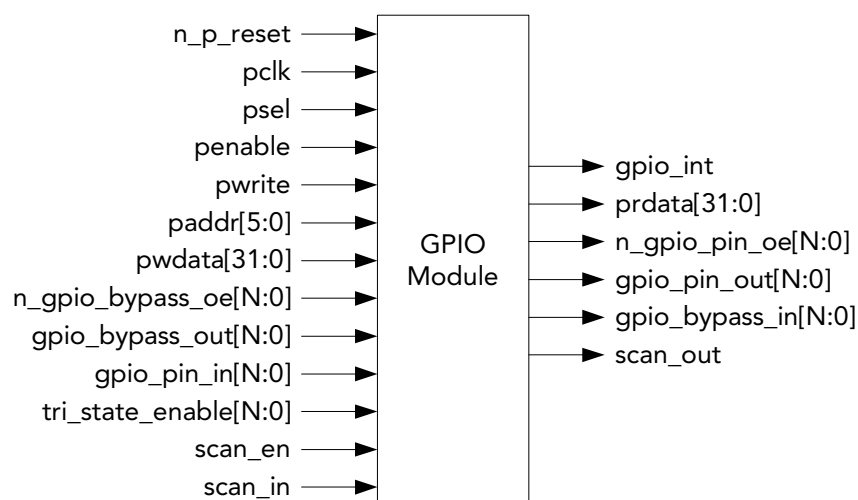 n_p_reset
pclk
psel
penable
pwrite
paddr[5:0]
pwdata[31:0]
n_gpio_bypass_oe[N:0]
gpio_bypass_out[N:0]
gpio_pin_in[N:0]
tri_state_enable[N:0]
scan_en
scan_in
GPIO
Module
gpio_int
prdata[31:0]
n_gpio_pin_oe[N:0]
gpio_pin_out[N:0]
gpio_bypass_in[N:0]
scan_out